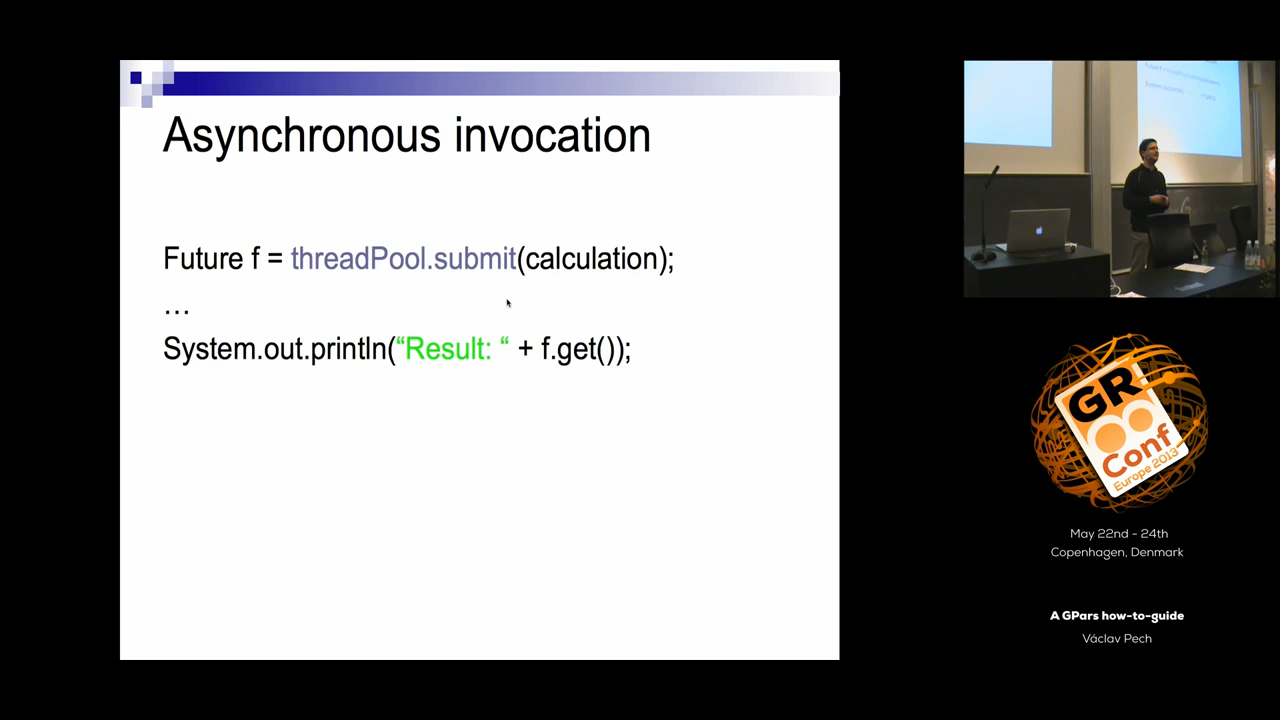 Asynchronous invocation
Future f = threadPool.submit(calculation);
…
System.out.println(“Result: “ + f.get());
GR8
Conf
Europe 2013
May 22nd - 24th
Copenhagen, Denmark
A GPars how-to-guide
Václav Pech